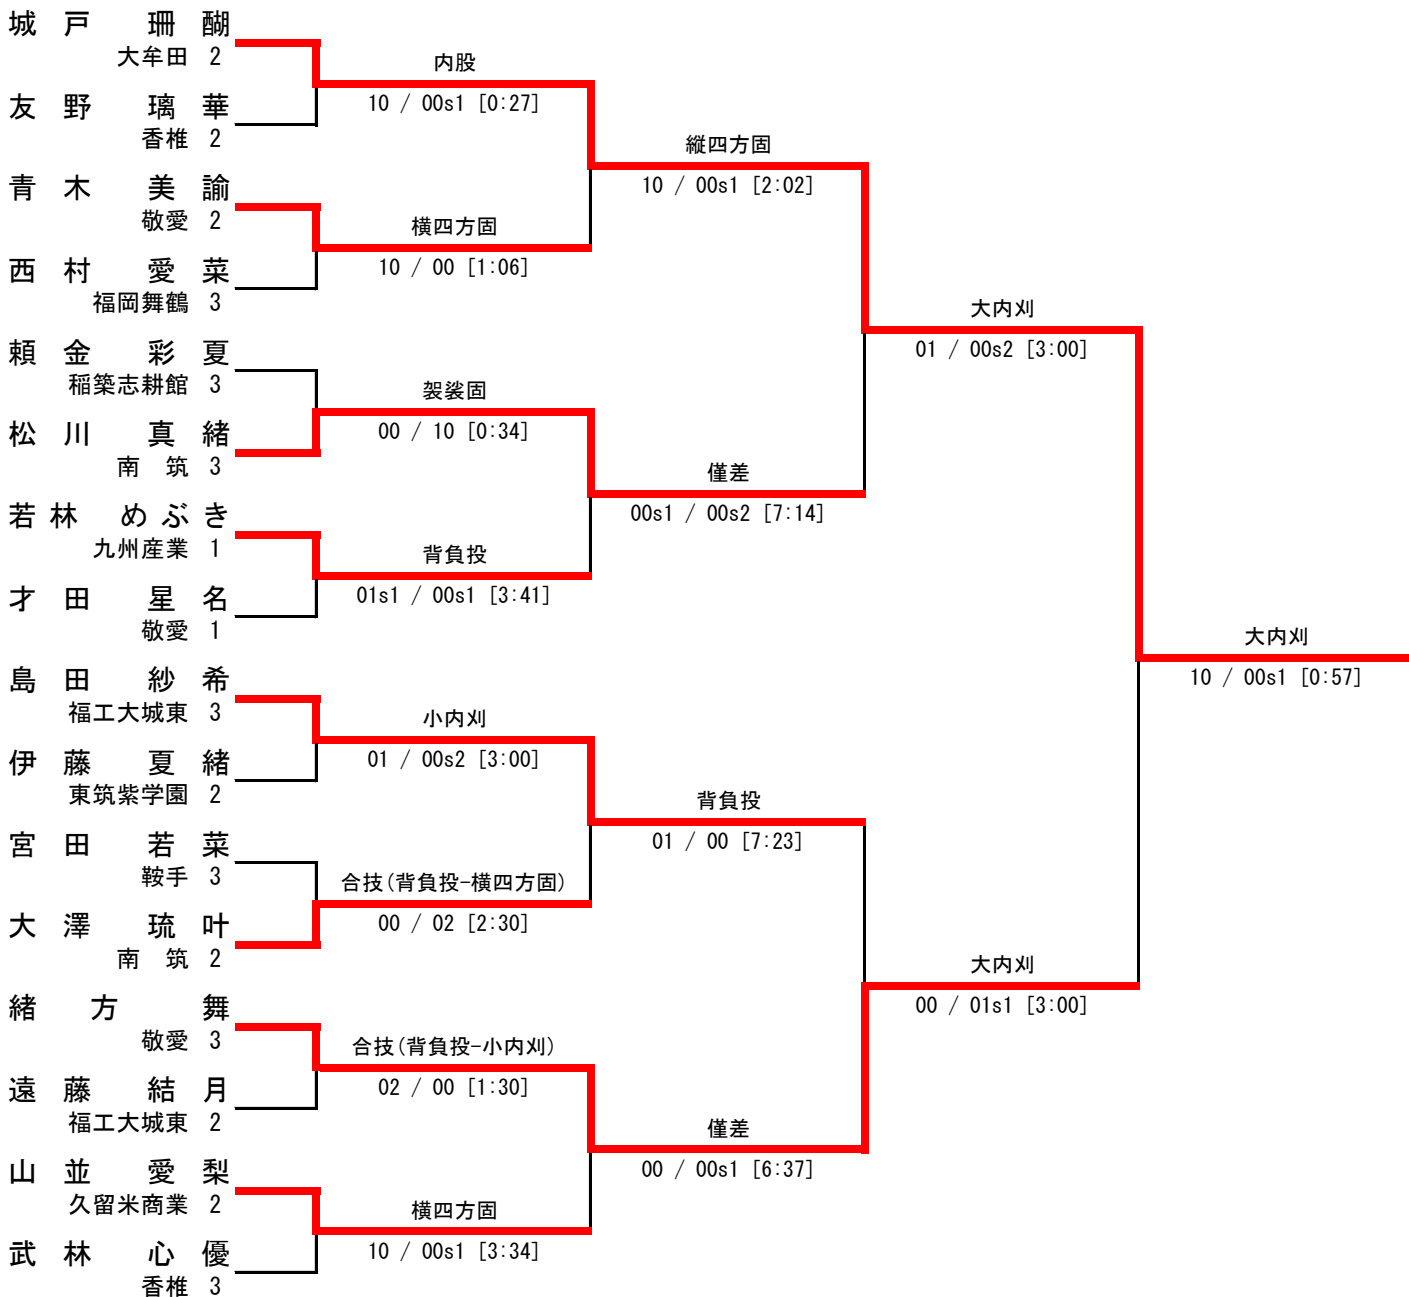 城戸 珊醐
大牟田 2
友野 璃華
香椎 2
青木 美諭
敬愛 2
西村 愛菜
福岡舞鶴 3
頼金 彩夏
稲築志耕館 3
松川 真緒
南筑 3
若林 めぶき
九州産業 1
才田 星名
敬愛 1
島田 紗希
福工大城東 3
伊藤 夏緒
東筑紫学園 2
宮田 若菜
鞍手 3
大澤 琉叶
南筑 2
緒方 舞
敬愛 3
遠藤 結月
福工大城東 2
山並 愛梨
久留米商業 2
武林 心優
香椎 3
内股
10 / 00s1 [0:27]
横四方固
10 / 00 [1:06]
袈裟固
00 / 10 [0:34]
背負投
01s1 / 00s1 [3:41]
小内刈
01 / 00s2 [3:00]
合技(背負投-横四方固)
00 / 02 [2:30]
合技(背負投-小内刈)
02 / 00 [1:30]
横四方固
10 / 00s1 [3:34]
縦四方固
10 / 00s1 [2:02]
僅差
00s1 / 00s2 [7:14]
背負投
01 / 00 [7:23]
僅差
00 / 00s1 [6:37]
大内刈
01 / 00s2 [3:00]
大内刈
00 / 01s1 [3:00]
大内刈
10 / 00s1 [0:57]